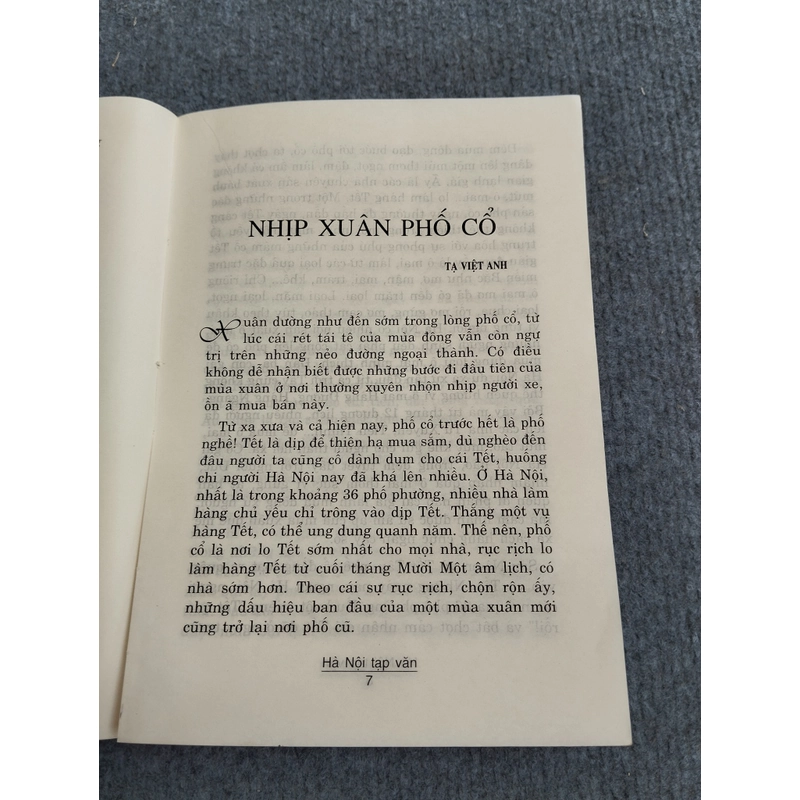 NHỊP XUÂN PHỐ CỔ
TẠ VIỆT ANH
Xuân dường như đến sớm trong lòng phố cổ, từ
lúc cái rét tái tê của mùa đông vẫn còn ngự
trị trên những nẻo đường ngoại thành. Có điều
không dễ nhận biết được những bước đi đầu tiên của
mùa xuân ở nơi thường xuyên nhộn nhịp người xe,
ồn ã mua bán này.
Từ xa xưa và cả hiện nay, phố cổ trước hết là phố
nghề! Tết là dịp để thiên hạ mua sắm, dù nghèo đến
đâu người ta cũng cố dành dụm cho cái Tết, huống
chi người Hà Nội nay đã khá lên nhiều. Ở Hà Nội,
nhất là trong khoảng 36 phố phường, nhiều nhà làm
hàng chủ yếu chỉ trông vào dịp Tết. Thắng một vụ
hàng Tết, có thể ung dung quanh năm. Thế nên, phố
cổ là nơi lo Tết sớm nhất cho mọi nhà, rục rịch lo
làm hàng Tết từ cuối tháng Mười Một âm lịch, có
nhà sớm hơn. Theo cái sự rục rịch, chộn rộn ấy,
những dấu hiệu ban đầu của một mùa xuân mới
cũng trở lại nơi phố cũ.
Hà Nội tạp văn
7